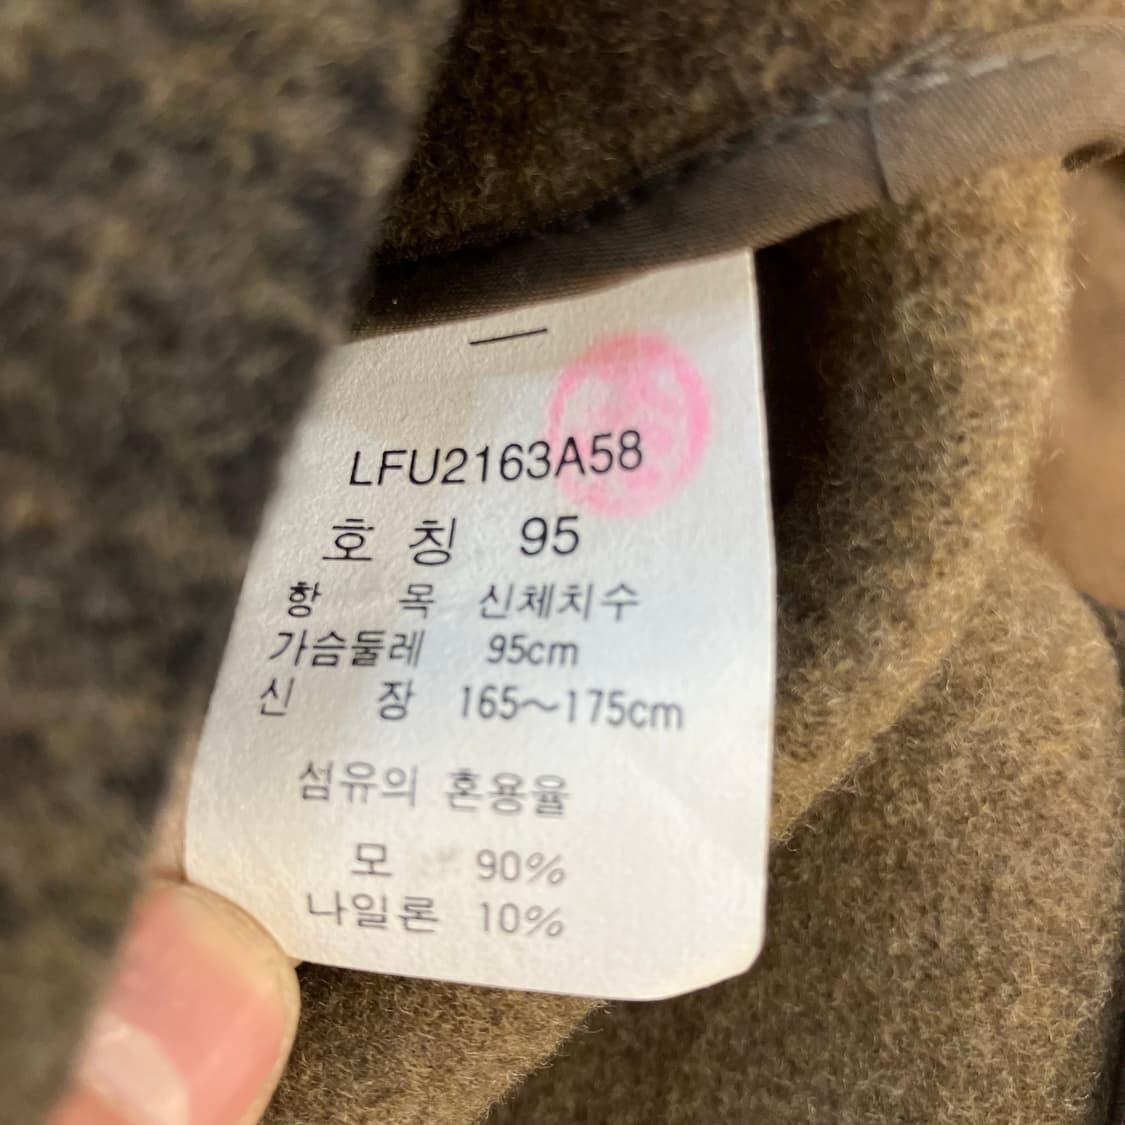 LFU2163A58
호 칭 95
항 목 신체치수
가슴둘레 95cm
신 장 165~175cm
섬유의 혼용율
모 90%
나일론 10%